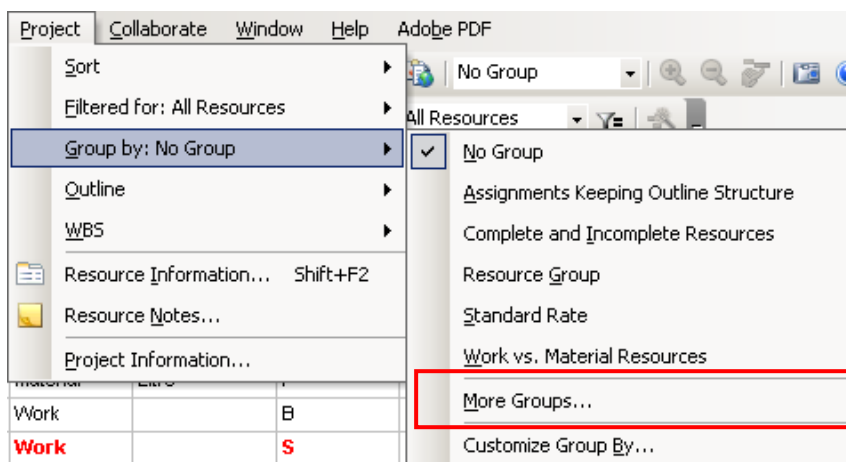 Project Collaborate Window Help Adobe PDF
Sort
No Group
Filtered for: All Resources
All Resources
Group by: No Group
No Group
Outline
Assignments Keeping Outline Structure
WBS
Complete and Incomplete Resources
Resource Information... Shift+F2
Resource Group
Resource Notes...
Standard Rate
Project Information...
Work vs. Material Resources
More Groups...
Work B
Work S
Customize Group By...